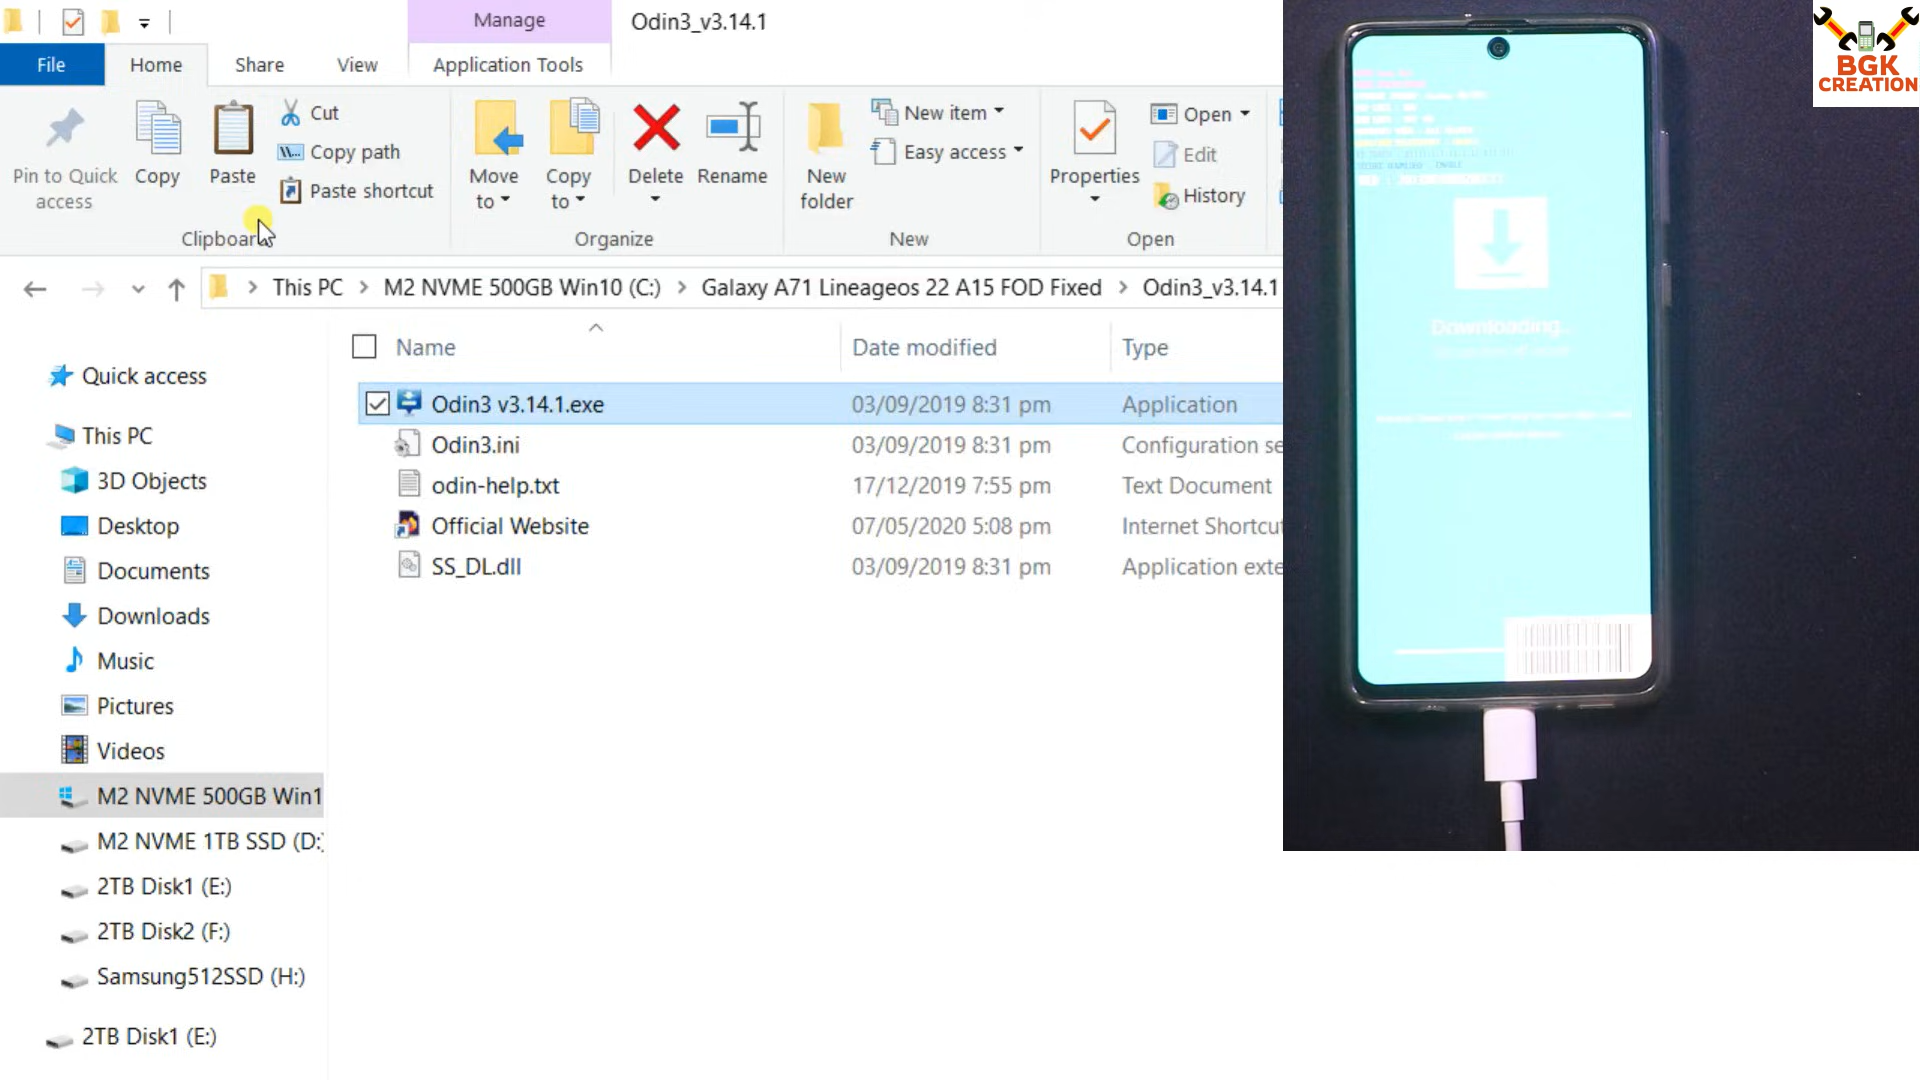 Manage
Odin3_v3.14.1
File
Home
Share
View
Application Tools
Pin to Quick access
Copy
Paste
Cut
Copy path
Paste shortcut
Clipboar
Move to
Copy to
Delete
Rename
Organize
New folder
New item
Easy access
New
Properties
Open
Edit
History
Open
This PC
M2 NVME 500GB Win10 (C:)
Galaxy A71 Lineageos 22 A15 FOD Fixed
Odin3_v3.14.1
Name
Date modified
Type
Odin3 v3.14.1.exe 03/09/2019 8:31 pm Application
Odin3.ini 03/09/2019 8:31 pm Configuration se
odin-help.txt 17/12/2019 7:55 pm Text Document
Official Website 07/05/2020 5:08 pm Internet Shortcu
SS_DL.dll 03/09/2019 8:31 pm Application exte
Quick access
This PC
3D Objects
Desktop
Documents
Downloads
Music
Pictures
Videos
M2 NVME 500GB Win1
M2 NVME 1TB SSD (D:)
2TB Disk1 (E:)
2TB Disk2 (F:)
Samsung512SSD (H:)
2TB Disk1 (E:)
Downloading...
BGK
CREATION